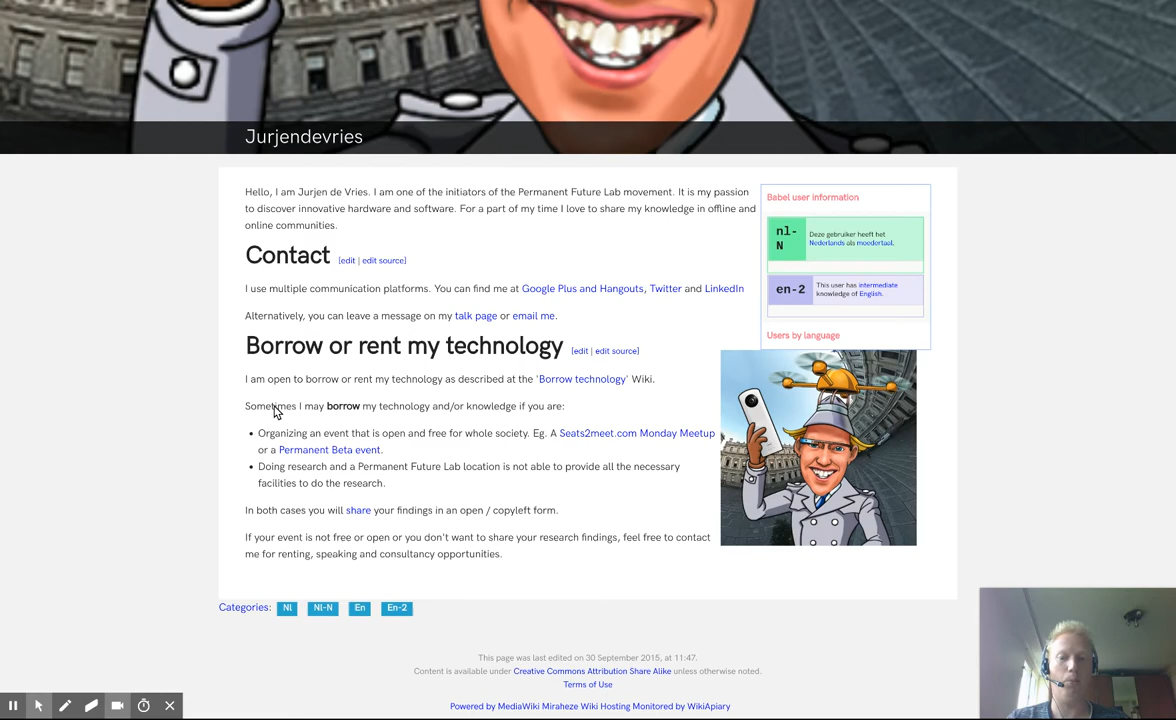 Jurjendevries
Hello, I am Jurjen de Vries. I am one of the initiators of the Permanent Future Lab movement. It is my passion
to discover innovative hardware and software. For a part of my time I love to share my knowledge in offline and
online communities.
Contact [edit | edit source]
I use multiple communication platforms. You can find me at Google Plus and Hangouts, Twitter and LinkedIn
Alternatively, you can leave a message on my talk page or email me.
Borrow or rent my technology [edit | edit source]
I am open to borrow or rent my technology as described at the 'Borrow technology' Wiki.
Sometimes I may borrow my technology and/or knowledge if you are:
• Organizing an event that is open and free for whole society. Eg. A Seats2meet.com Monday Meetup
or a Permanent Beta event.
• Doing research and a Permanent Future Lab location is not able to provide all the necessary
facilities to do the research.
In both cases you will share your findings in an open / copyleft form.
If your event is not free or open or you don't want to share your research findings, feel free to contact
me for renting, speaking and consultancy opportunities.
Babel user information
nl-
N
Deze gebruiker heeft het
Nederlands als moedertaal.
en-2
This user has intermediate
knowledge of English.
Users by language
Categories: Nl Nl-N En En-2
This page was last edited on 30 September 2015, at 11:47.
Content is available under Creative Commons Attribution Share Alike unless otherwise noted.
Terms of Use
Powered by MediaWiki Miraheze Wiki Hosting Monitored by WikiApiary